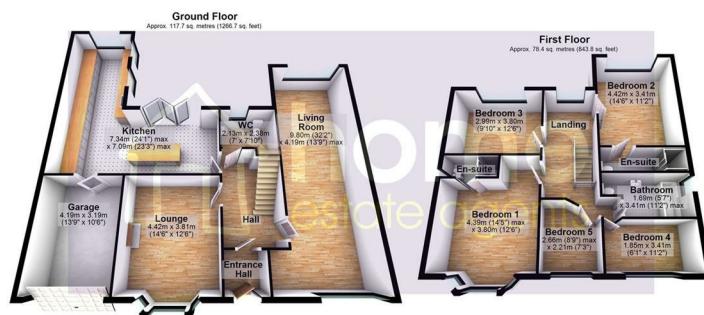 Ground Floor
Approx. 117.7 sq. metres (1266.7 sq. feet)
Kitchen
7.34m (24'1") max
x 7.09m (23'3") max
WC
2.13m x 2.38m
(7' x 7'10")
Living
Room
9.80m (32'2")
x 4.19m (13'9") max
Garage
4.19m x 3.19m
(13'9" x 10'6")
Lounge
4.42m x 3.81m
(14'6" x 12'6")
Hall
Entrance
Hall
First Floor
Approx. 78.4 sq. metres (843.8 sq. feet)
Bedroom 3
2.99m x 3.80m
(9'10" x 12'6")
Landing
Bedroom 2
4.42m x 3.41m
(14'6" x 11'2")
En-suite
En-suite
Bathroom
1.69m (5'7")
x 3.41m (11'2") max
Bedroom 1
4.39m (14'5") max
x 3.80m (12'6")
Bedroom 5
2.66m (8'9") max
x 2.21m (7'3")
Bedroom 4
1.85m x 3.41m
(6'1" x 11'2")
estate agents